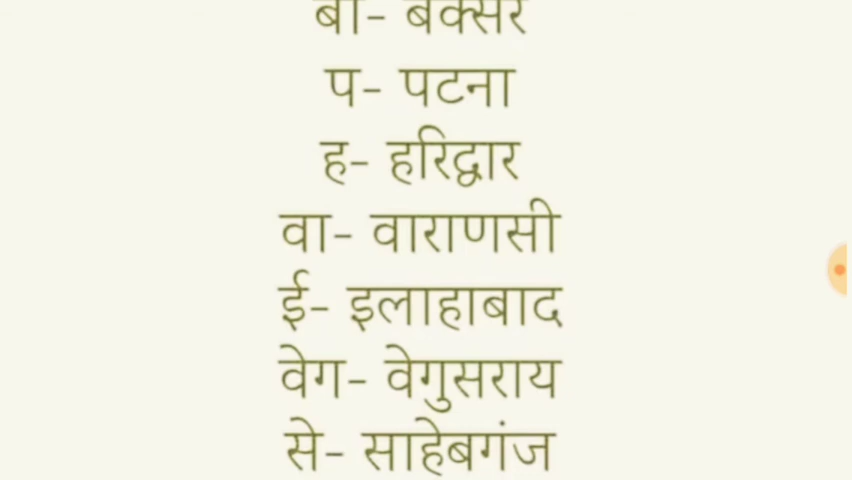 बा- बक्सर
प- पटना
ह- हरिद्वार
वा- वाराणसी
ई- इलाहाबाद
वेग- वेगुसराय
से- साहेबगंज